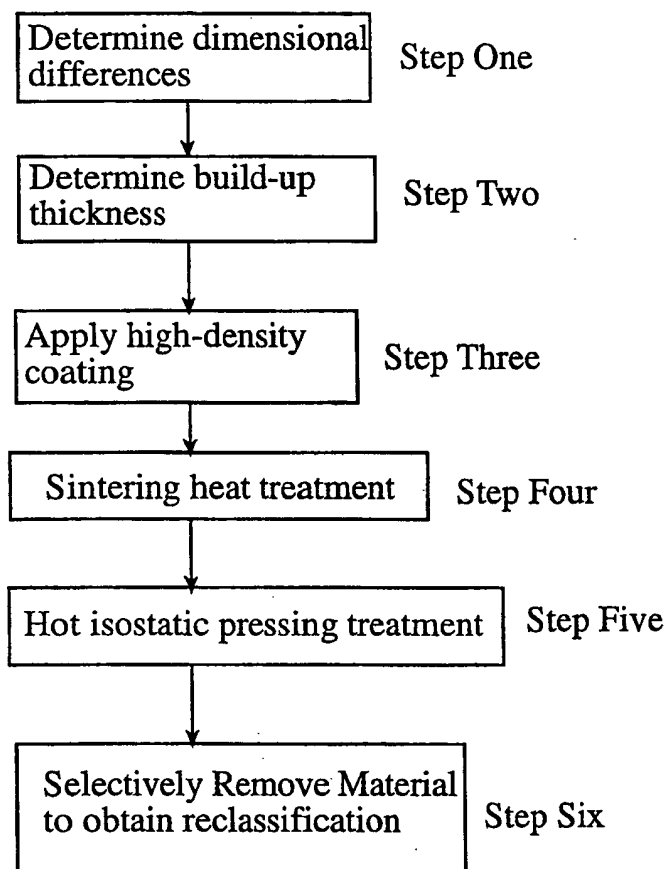 Determine dimensional
differences
Step One
Determine build-up
thickness
Step Two
Apply high-density
coating
Step Three
Sintering heat treatment
Step Four
Hot isostatic pressing treatment
Step Five
Selectively Remove Material
to obtain reclassification
Step Six